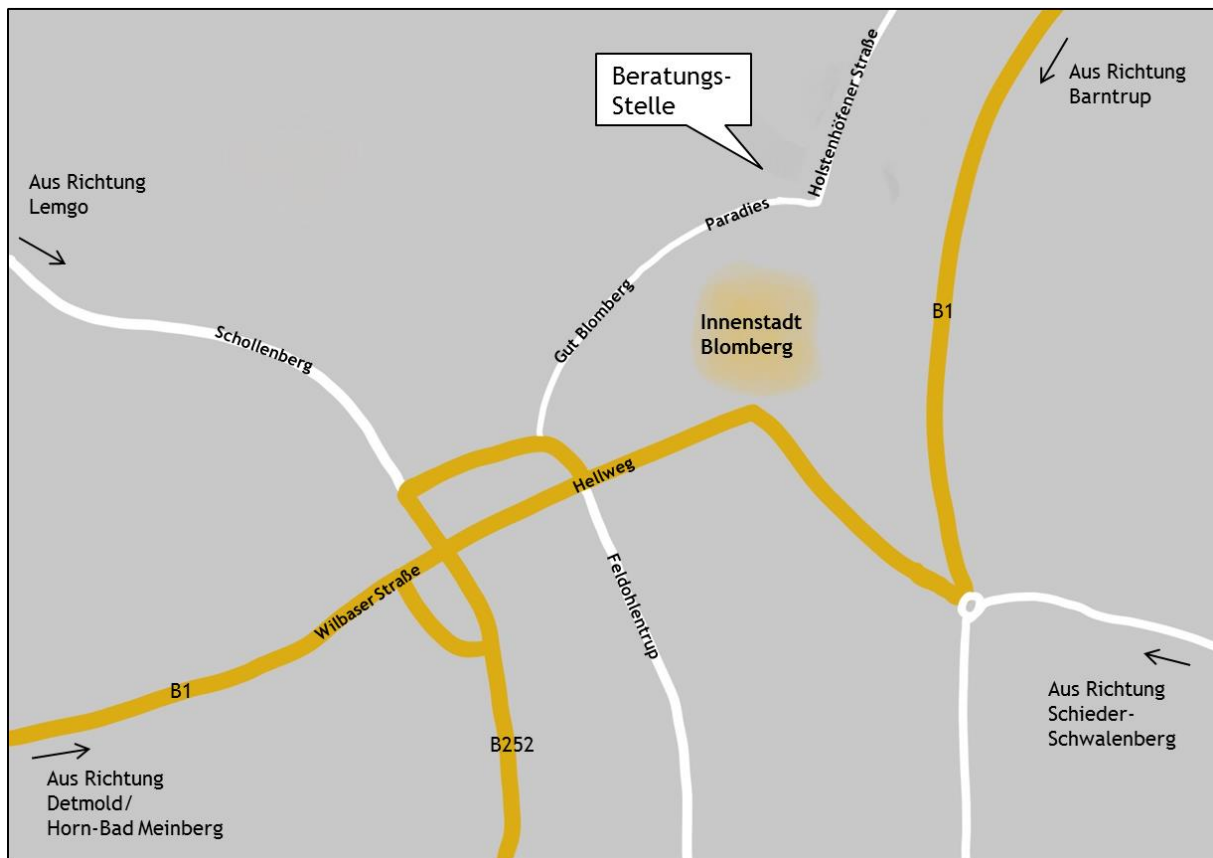 Beratungs-
Stelle
Holstenhöfener Straße
Aus Richtung
Barntrup
Aus Richtung
Lemgo
Paradies
Gut Blomberg
Innenstadt
Blomberg
B1
Schollenberg
Hellweg
Feldohlentrup
Wilbaser Straße
B1
B252
Aus Richtung
Schieder-
Schwalenberg
Aus Richtung
Detmold/
Horn-Bad Meinberg